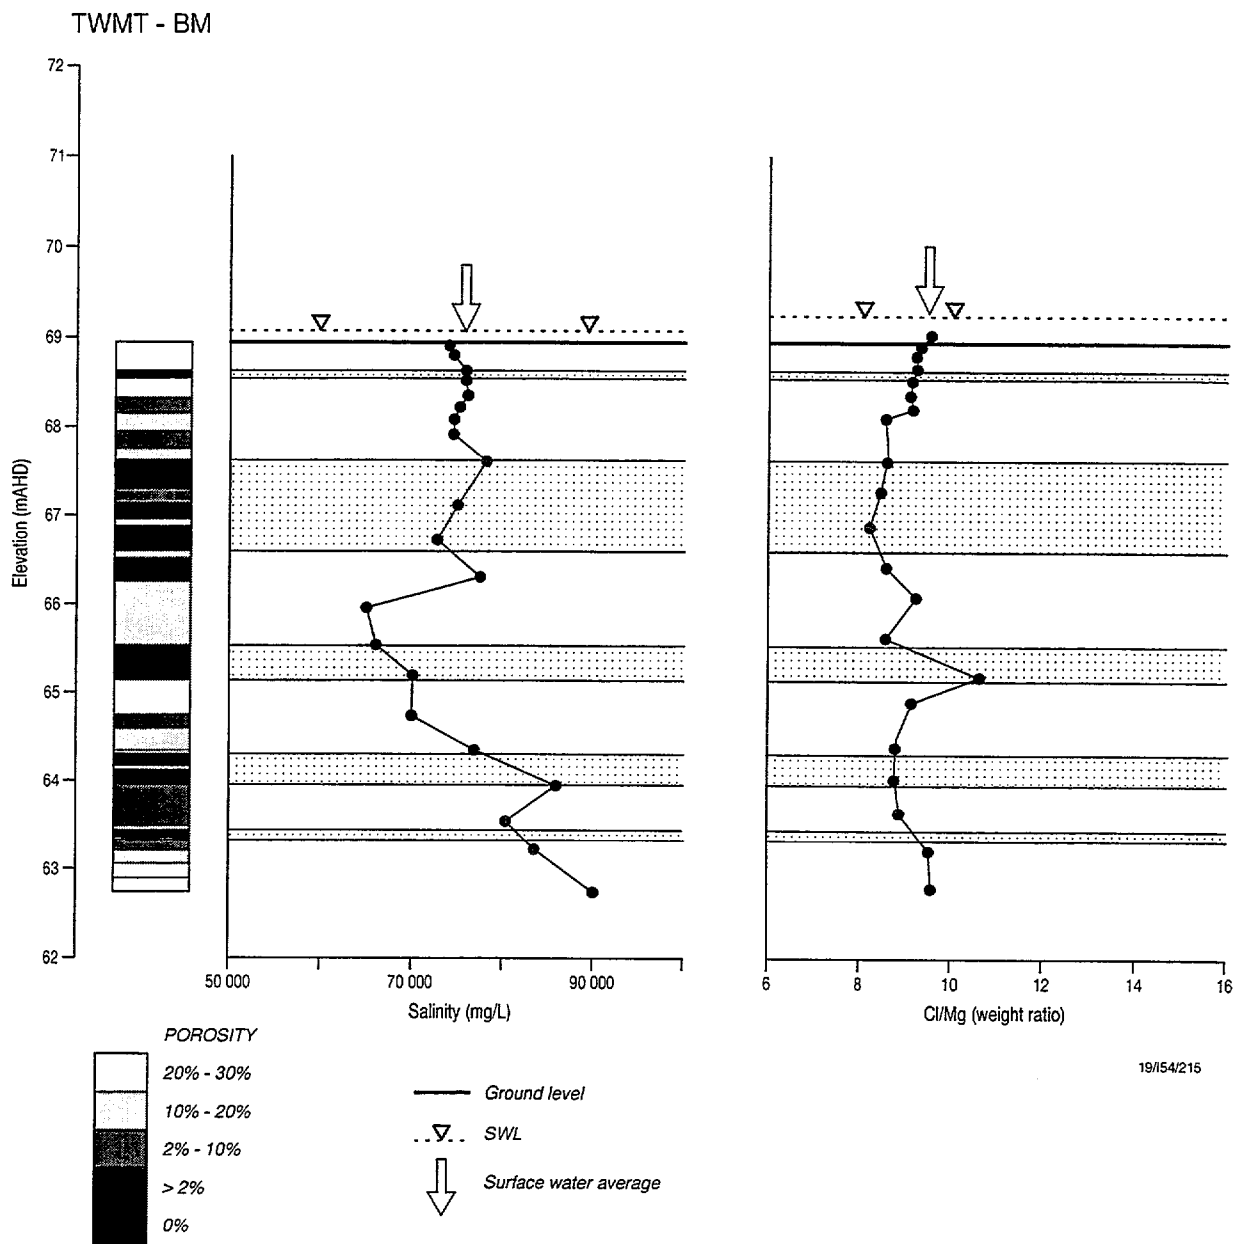 TWMT - BM
72
71
70
69
68
67
66
65
64
63
62
Elevation (mAHD)
50 000
70 000
90 000
Salinity (mg/L)
6
8
10
12
14
16
Cl/Mg (weight ratio)
19/I54/215
POROSITY
20% - 30%
10% - 20%
2% - 10%
> 2%
0%
Ground level
SWL
Surface water average